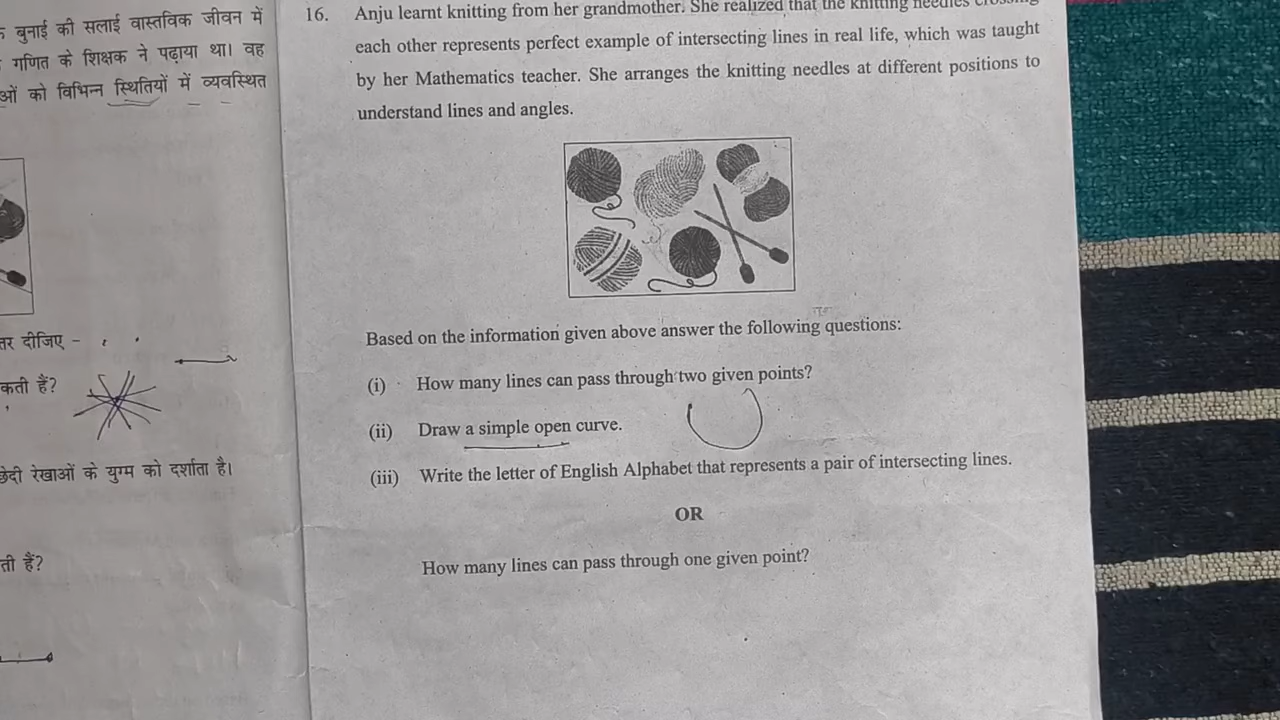 बुनाई की सलाई वास्तविक जीवन में
गणित के शिक्षक ने पढ़ाया था। वह
ओं को विभिन्न स्थितियों में व्यवस्थित
तर दीजिए -
कती हैं?
छेदी रेखाओं के युग्म को दर्शाता है।
ती हैं?
16. Anju learnt knitting from her grandmother. She realized that the knitting needles crossing
each other represents perfect example of intersecting lines in real life, which was taught
by her Mathematics teacher. She arranges the knitting needles at different positions to
understand lines and angles.
Based on the information given above answer the following questions:
(i) How many lines can pass through two given points?
(ii) Draw a simple open curve.
(iii) Write the letter of English Alphabet that represents a pair of intersecting lines.
OR
How many lines can pass through one given point?